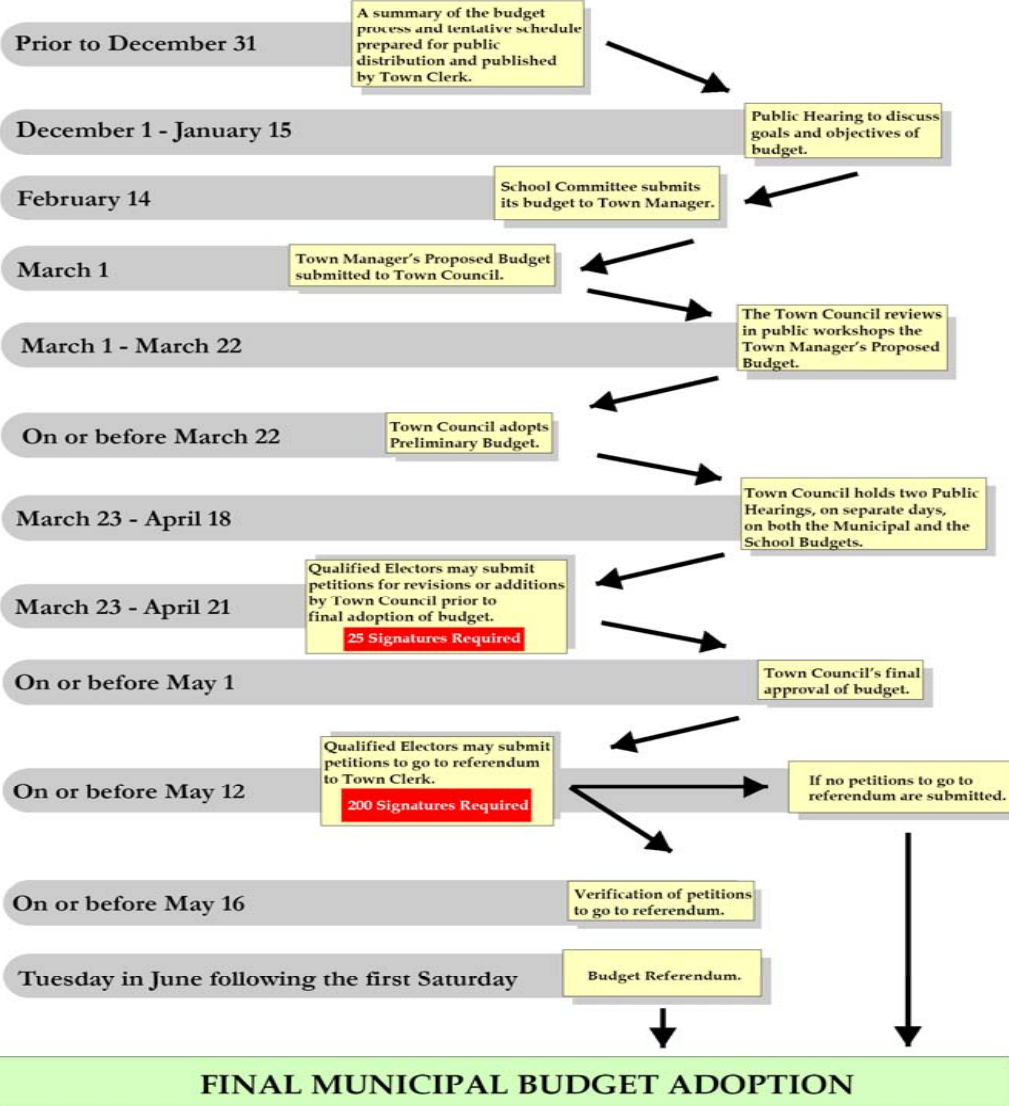 Prior to December 31
A summary of the budget
process and tentative schedule
prepared for public
distribution and published
by Town Clerk.
December 1 - January 15
Public Hearing to discuss
goals and objectives of
budget.
February 14
School Committee submits
its budget to Town Manager.
March 1
Town Manager's Proposed Budget
submitted to Town Council.
March 1 - March 22
The Town Council reviews
in public workshops the
Town Manager's Proposed
Budget.
On or before March 22
Town Council adopts
Preliminary Budget.
March 23 - April 18
Town Council holds two Public
Hearings, on separate days,
on both the Municipal and the
School Budgets.
March 23 - April 21
Qualified Electors may submit
petitions for revisions or additions
by Town Council prior to
final adoption of budget.
25 Signatures Required
On or before May 1
Town Council's final
approval of budget.
On or before May 12
Qualified Electors may submit
petitions to go to referendum
to Town Clerk.
200 Signatures Required
If no petitions to go to
referendum are submitted.
On or before May 16
Verification of petitions
to go to referendum.
Tuesday in June following the first Saturday
Budget Referendum.
FINAL MUNICIPAL BUDGET ADOPTION